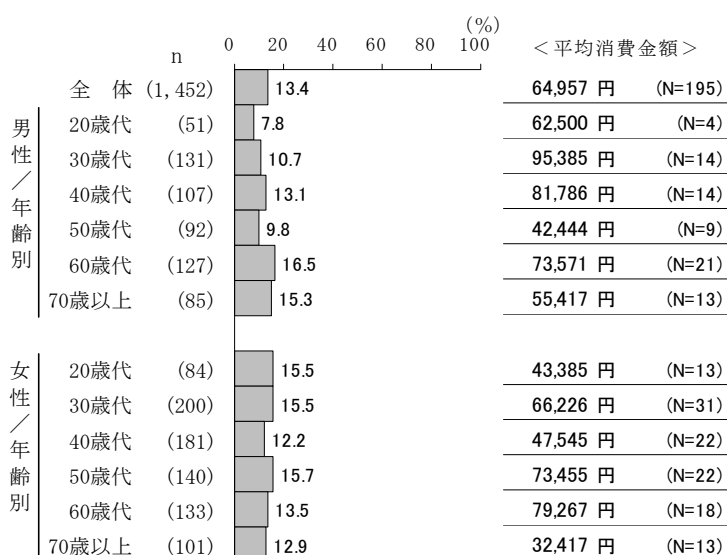 (%)
0 20 40 60 80 100
n ＜平均消費金額＞
全 体 (1,452) 13.4 64,957 円 (N=195)
男性／年齢別
20歳代 (51) 7.8 62,500 円 (N=4)
30歳代 (131) 10.7 95,385 円 (N=14)
40歳代 (107) 13.1 81,786 円 (N=14)
50歳代 (92) 9.8 42,444 円 (N=9)
60歳代 (127) 16.5 73,571 円 (N=21)
70歳以上 (85) 15.3 55,417 円 (N=13)
女性／年齢別
20歳代 (84) 15.5 43,385 円 (N=13)
30歳代 (200) 15.5 66,226 円 (N=31)
40歳代 (181) 12.2 47,545 円 (N=22)
50歳代 (140) 15.7 73,455 円 (N=22)
60歳代 (133) 13.5 79,267 円 (N=18)
70歳以上 (101) 12.9 32,417 円 (N=13)